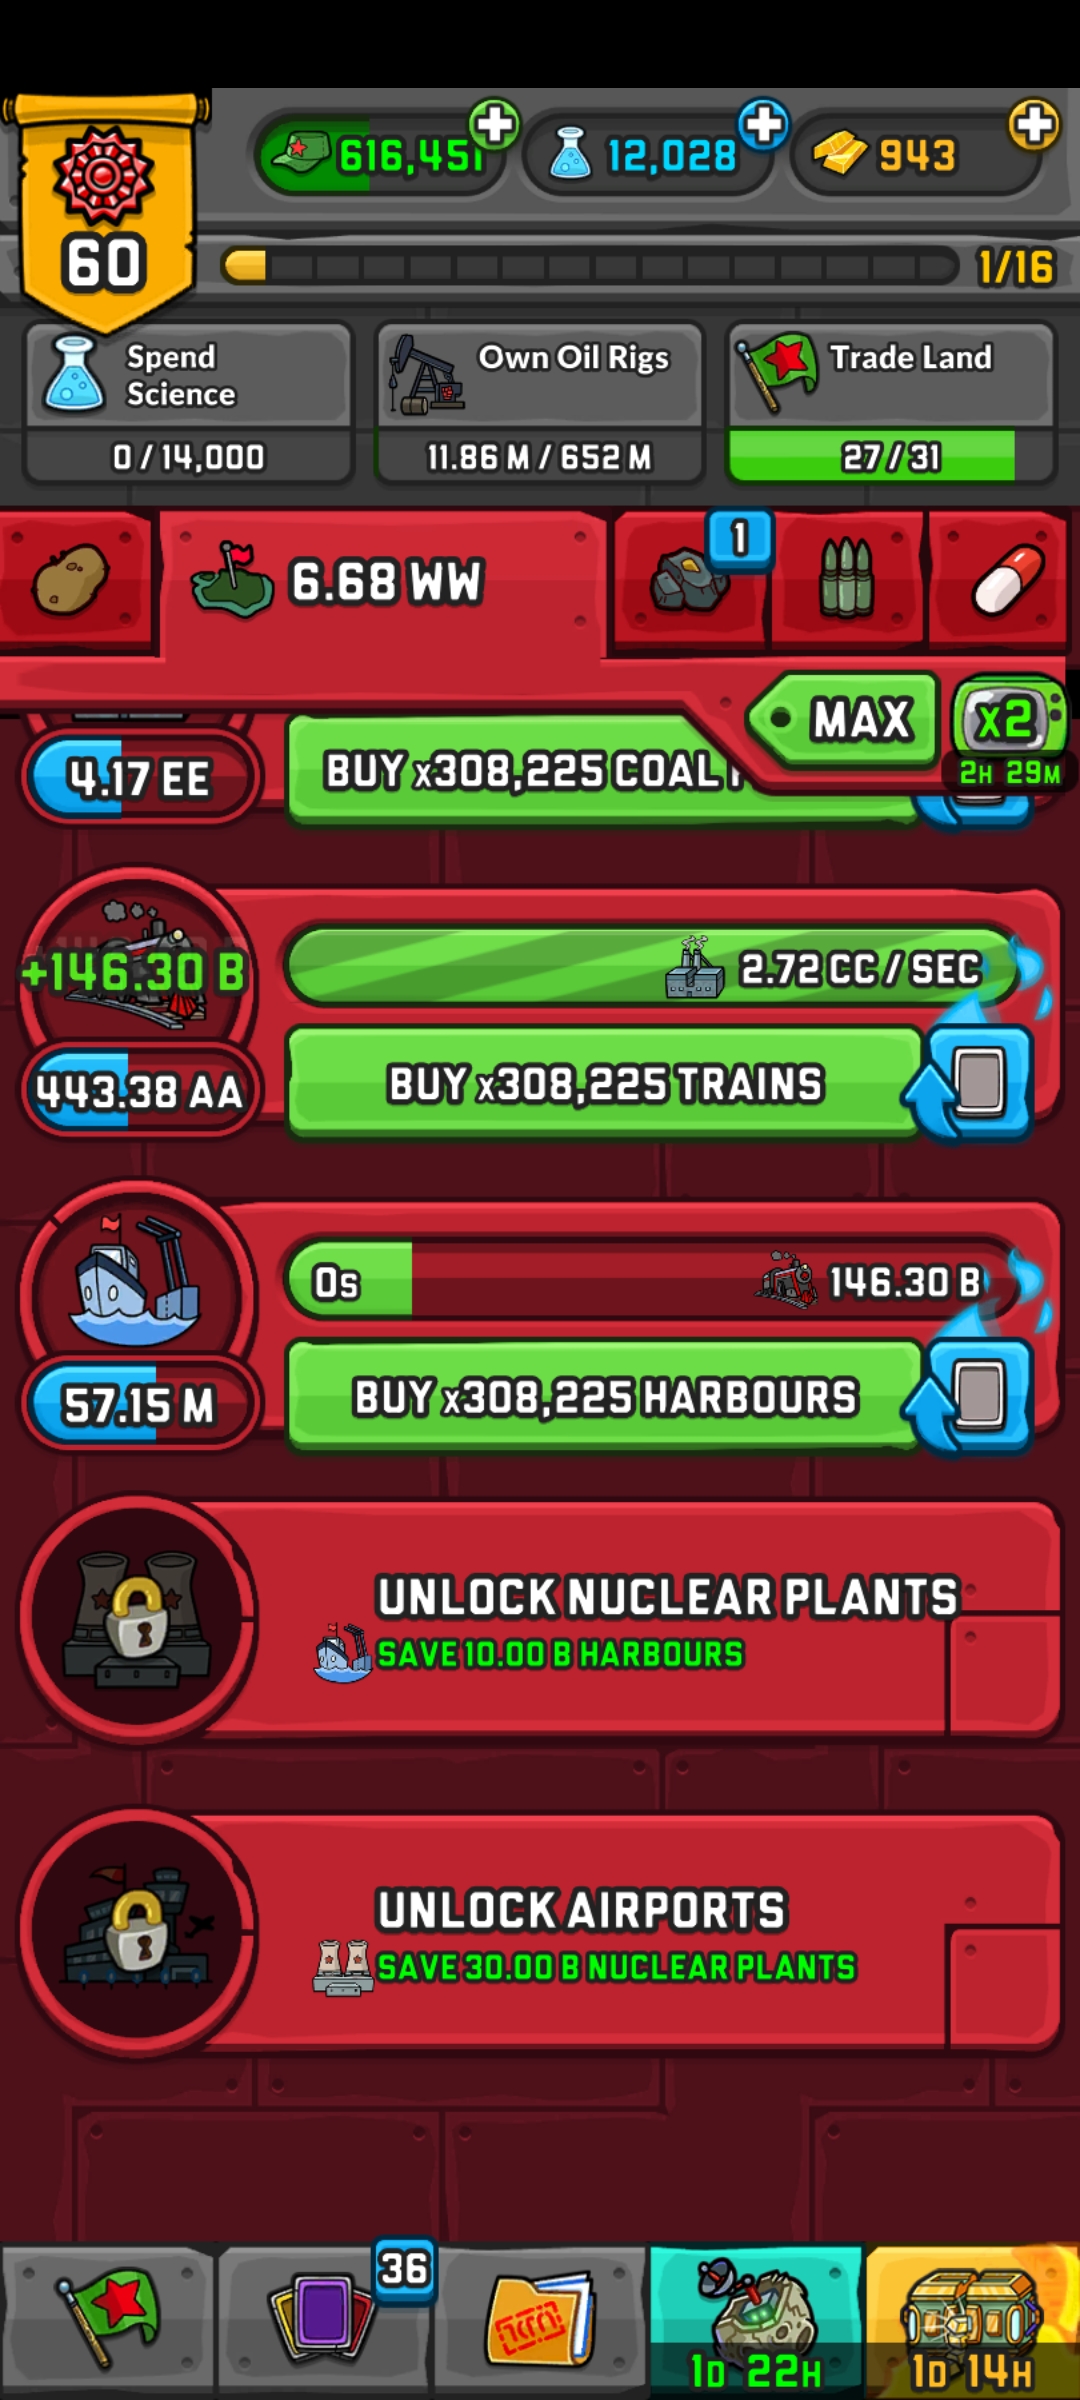 616,451
12,028
943
60
1/16
Spend
Science
0 / 14,000
Own Oil Rigs
11.86 M / 652 M
Trade Land
27 / 31
6.68 WW
1
MAX
x2
2H 29M
4.17 EE
BUY x308,225 COAL
+146.30 B
2.72 CC / SEC
443.38 AA
BUY x308,225 TRAINS
0s
146.30 B
57.15 M
BUY x308,225 HARBOURS
UNLOCK NUCLEAR PLANTS
SAVE 10.00 B HARBOURS
UNLOCK AIRPORTS
SAVE 30.00 B NUCLEAR PLANTS
36
1D 22H
1D 14H